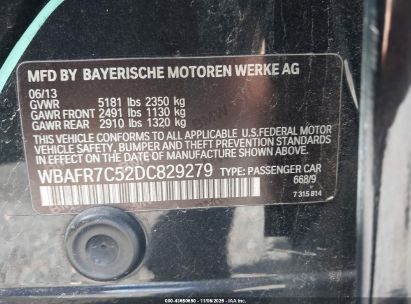 MFD BY BAYERISCHE MOTOREN WERKE AG
06/13
GVWR 5181 lbs 2350 kg
GAWR FRONT 2491 lbs 1130 kg
GAWR REAR 2910 lbs 1320 kg
THIS VEHICLE CONFORMS TO ALL APPLICABLE U.S. FEDERAL MOTOR
VEHICLE SAFETY, BUMPER AND THEFT PREVENTION STANDARDS
IN EFFECT ON THE DATE OF MANUFACTURE SHOWN ABOVE.
WBAFR7C52DC829279 TYPE: PASSENGER CAR
668/9
7 315 814